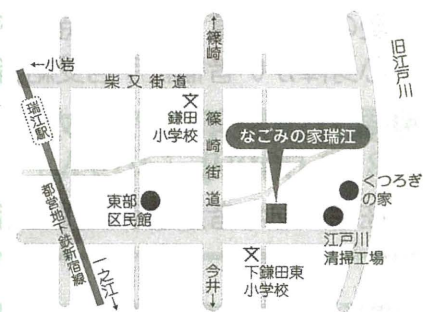 ↑篠崎
旧江戸川
←小岩
柴又街道
瑞江駅
鎌田
小学校
篠崎街道
なごみの家瑞江
くつろぎ
の家
東部
区民館
都営地下鉄新宿線
江戸川
清掃工場
一之江→
今井→
下鎌田東
小学校